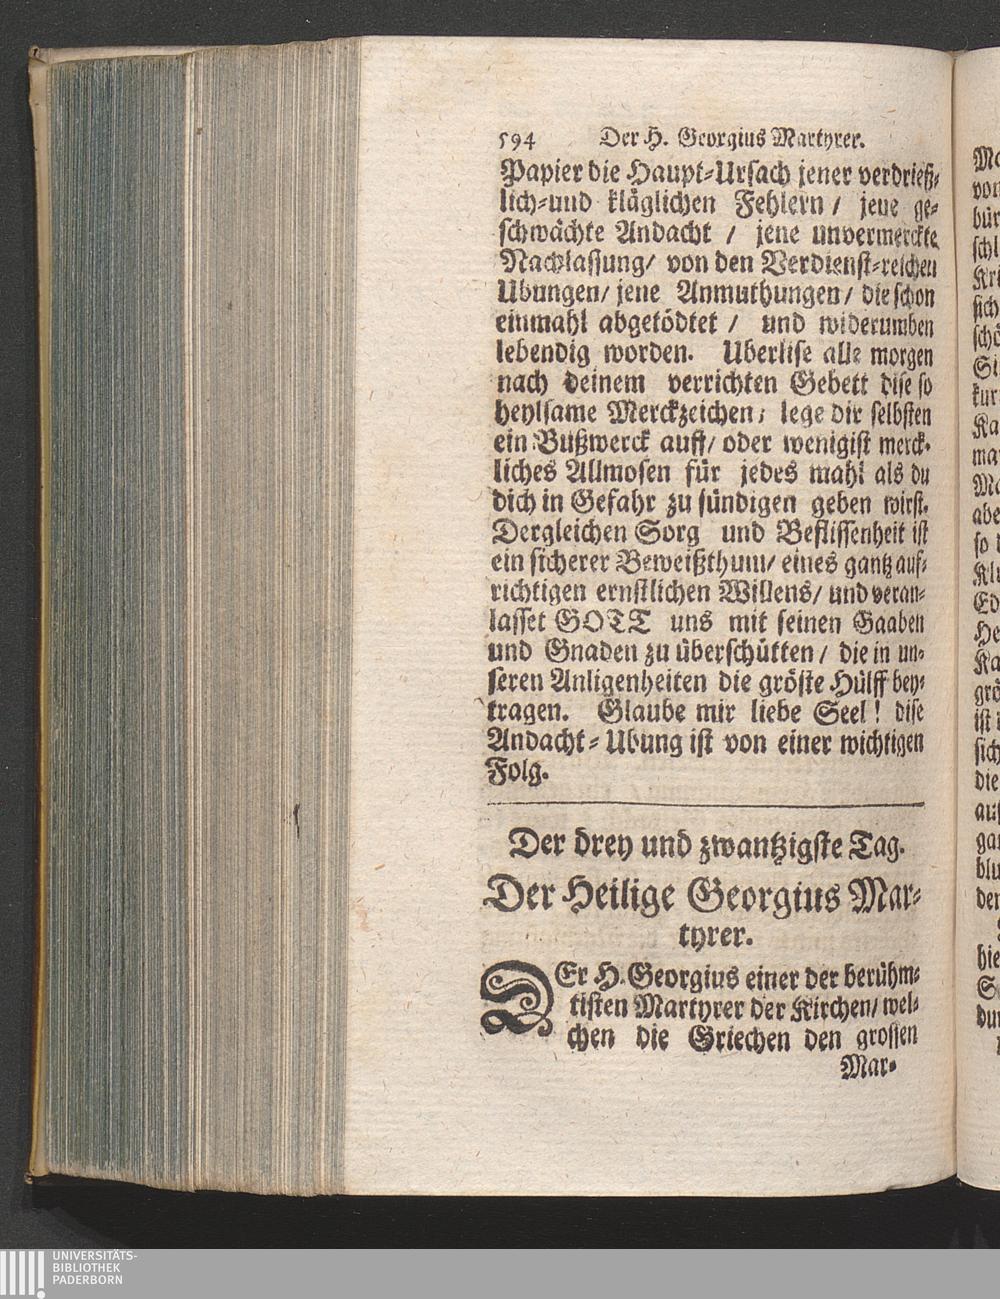 594 Der H. Georgius Martyrer.
Papier die Haupt-Ursach jener verdrieß-
lich-und kläglichen Fehlern / jene ge-
schwächte Andacht / jene unvermerckte
Nachlassung/ von den Verdienst-reichen
Ubungen/ jene Anmuthungen / die schon
einmahl abgetödtet / und widerumben
lebendig worden. Uberlise alle morgen
nach deinem verrichten Gebett dise so
heylsame Merckzeichen; lege dir selbsten
ein Bußwerck auff/ oder wenigist merck-
liches Allmosen für jedes mahl als du
dich in Gefahr zu sündigen geben wirst.
Dergleichen Sorg und Beflissenheit ist
ein sicherer Beweißthum/ eines gantz auf-
richtigen ernstlichen Willens/ und veran-
lasset GOTT uns mit seinen Gaaben
und Gnaden zu überschütten / die in un-
seren Anligenheiten die gröste Hülff bey-
tragen. Glaube mir liebe Seel! dise
Andacht-Ubung ist von einer wichtigen
Folg.
Der drey und zwantzigste Tag.
Der Heilige Georgius Mar-
tyrer.
DEr H. Georgius einer der berühm-
tisten Martyrer der Kirchen/ wel-
chen die Griechen den grossen
Mar-
UNIVERSITÄTS-
BIBLIOTHEK
PADERBORN